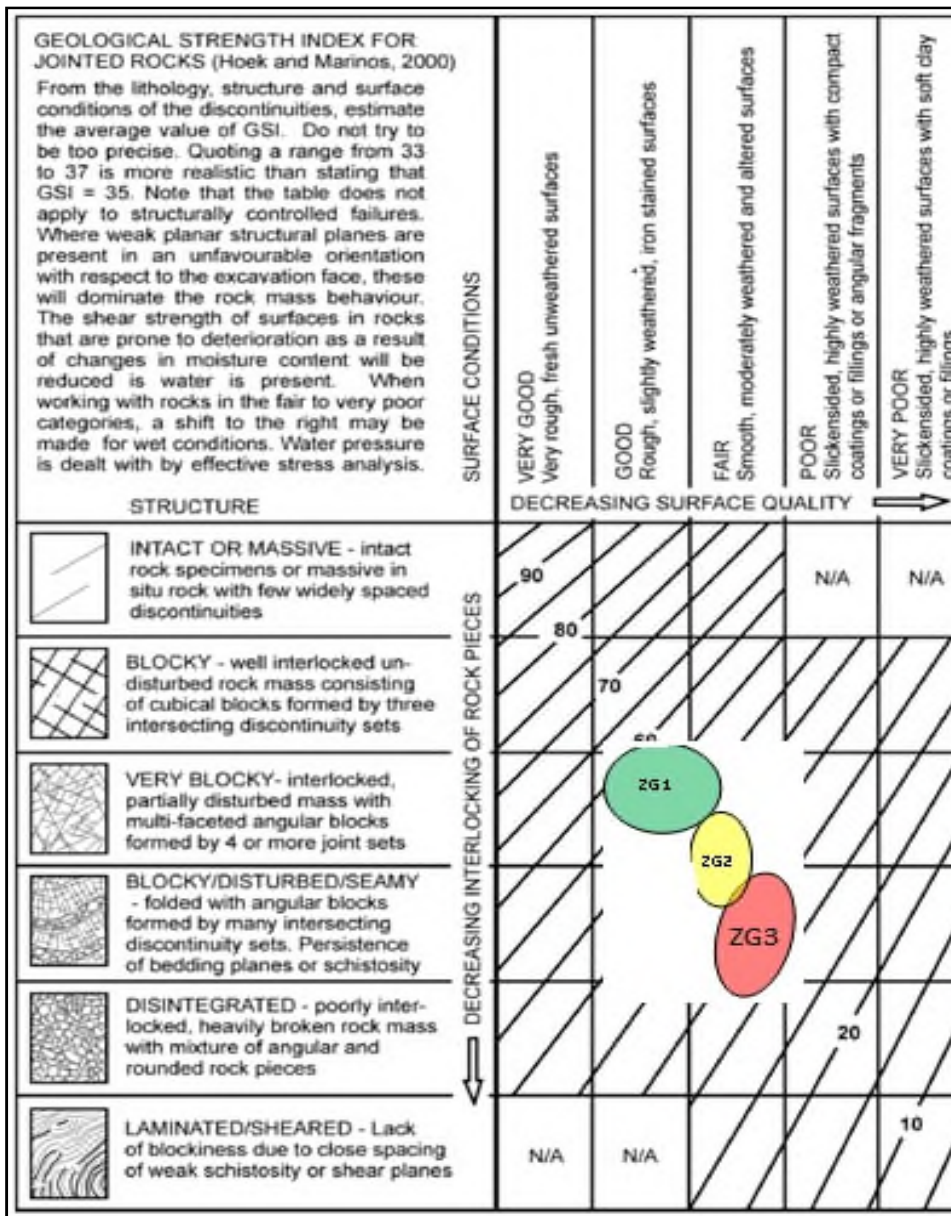 GEOLOGICAL STRENGTH INDEX FOR
JOINTED ROCKS (Hoek and Marinos, 2000)
From the lithology, structure and surface
conditions of the discontinuities, estimate
the average value of GSI. Do not try to
be too precise. Quoting a range from 33
to 37 is more realistic than stating that
GSI = 35. Note that the table does not
apply to structurally controlled failures.
Where weak planar structural planes are
present in an unfavourable orientation
with respect to the excavation face, these
will dominate the rock mass behaviour.
The shear strength of surfaces in rocks
that are prone to deterioration as a result
of changes in moisture content will be
reduced is water is present. When
working with rocks in the fair to very poor
categories, a shift to the right may be
made for wet conditions. Water pressure
is dealt with by effective stress analysis.
STRUCTURE
SURFACE CONDITIONS
VERY GOOD
Very rough, fresh unweathered surfaces
GOOD
Rough, slightly weathered, iron stained surfaces
FAIR
Smooth, moderately weathered and altered surfaces
POOR
Slickensided, highly weathered surfaces with compact
coatings or fillings or angular fragments
VERY POOR
Slickensided, highly weathered surfaces with soft clay
coatings or fillings
DECREASING SURFACE QUALITY
DECREASING INTERLOCKING OF ROCK PIECES
INTACT OR MASSIVE - intact
rock specimens or massive in
situ rock with few widely spaced
discontinuities
90
N/A
N/A
80
BLOCKY - well interlocked un-
disturbed rock mass consisting
of cubical blocks formed by three
intersecting discontinuity sets
70
60
VERY BLOCKY- interlocked,
partially disturbed mass with
multi-faceted angular blocks
formed by 4 or more joint sets
ZG1
ZG2
BLOCKY/DISTURBED/SEAMY
- folded with angular blocks
formed by many intersecting
discontinuity sets. Persistence
of bedding planes or schistosity
ZG3
DISINTEGRATED - poorly inter-
locked, heavily broken rock mass
with mixture of angular and
rounded rock pieces
20
LAMINATED/SHEARED - Lack
of blockiness due to close spacing
of weak schistosity or shear planes
N/A
N/A
10